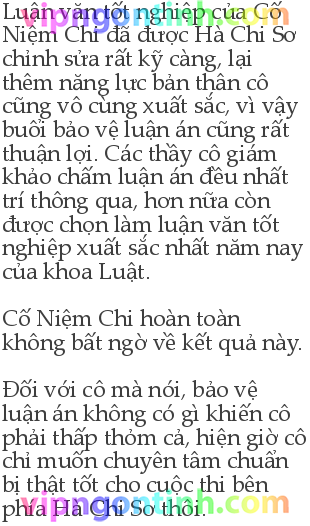 Luận văn tốt nghiệp của Cố
Niệm Chi đã được Hà Chi Sơ
chỉnh sửa rất kỹ càng, lại
thêm năng lực bản thân cô
cũng vô cùng xuất sắc, vì vậy
buổi bảo vệ luận án cũng rất
thuận lợi. Các thầy cô giám
khảo chấm luận án đều nhất
trí thông qua, hơn nữa còn
được chọn làm luận văn tốt
nghiệp xuất sắc nhất năm nay
của khoa Luật.
Cố Niệm Chi hoàn toàn
không bất ngờ về kết quả này.
Đối với cô mà nói, bảo vệ
luận án không có gì khiến cô
phải thấp thỏm cả, hiện giờ cô
chỉ muốn chuyên tâm chuẩn
bị thật tốt cho cuộc thi bên
phía Hà Chi Sơ thôi.
vipngontinh.com
vipngontinh.com